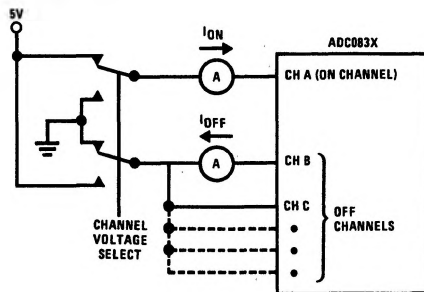 5V
ION
ADC083X
A
CH A (ON CHANNEL)
IOFF
A
CH B
CH C
OFF
CHANNELS
CHANNEL
VOLTAGE
SELECT